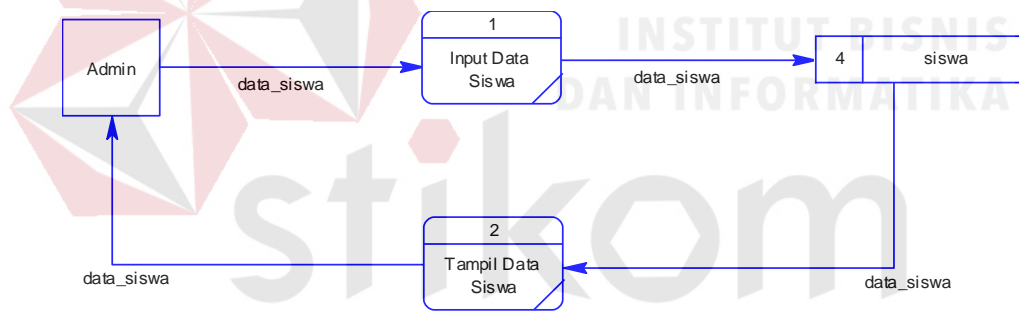 INSTITUT BISNIS
DAN INFORMATIKA
stikom
1
Admin
Input Data
Siswa
data_siswa
data_siswa
4
siswa
2
Tampil Data
Siswa
data_siswa
data_siswa